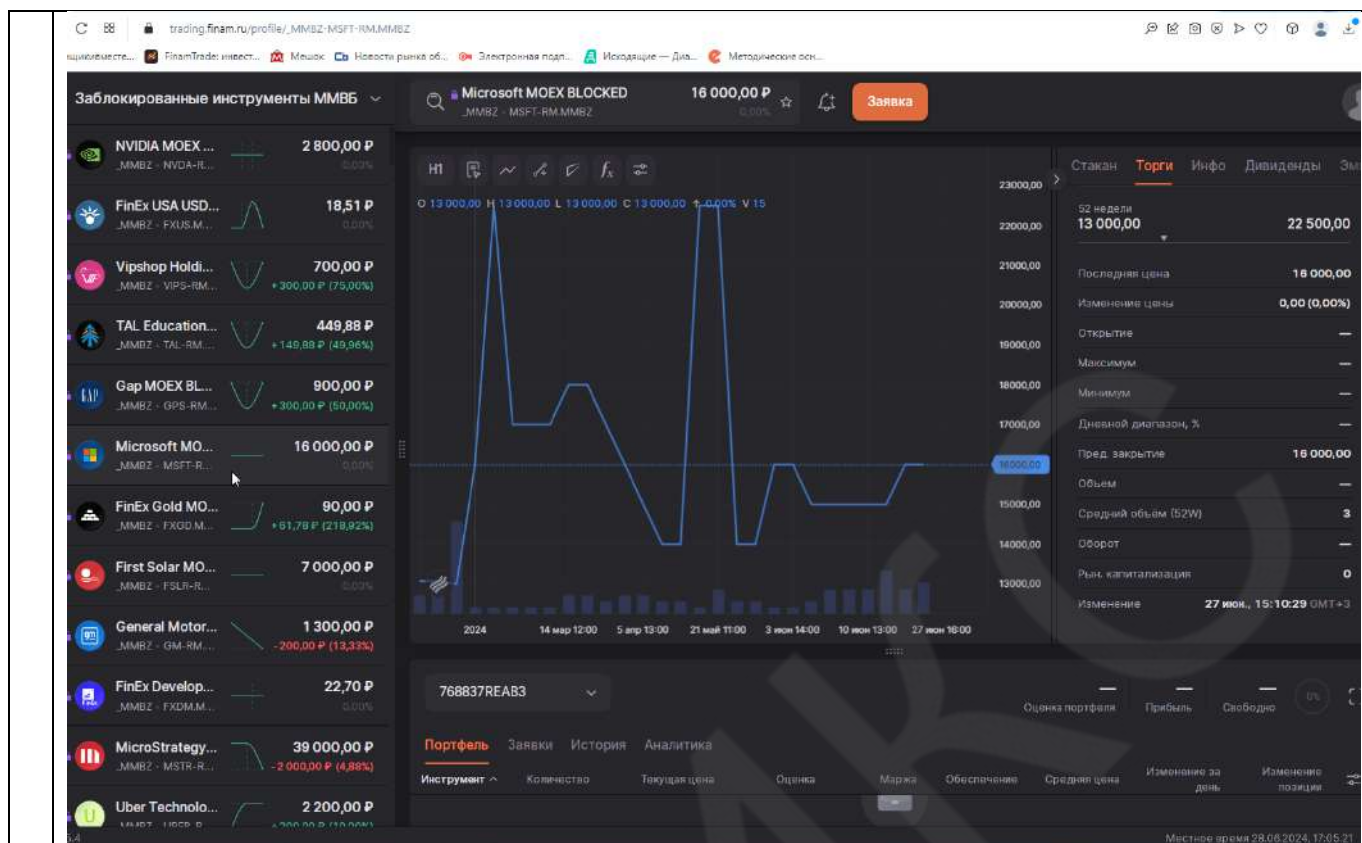 trading.finam.ru/profile/_MMBZ-MSFT-RM.MMBZ
FinamTrade: инвест... Мешок Новости рынка об... Электронная подп... Исходящие — Диа... Методические осн...
Заблокированные инструменты ММВБ
Microsoft MOEX BLOCKED 16 000,00 ₽
_MMBZ - MSFT-RM.MMBZ 0,00%
Заявка
NVIDIA MOEX ... 2 800,00 ₽
_MMBZ - NVDA-R... 0,00%
FinEx USA USD... 18,51 ₽
_MMBZ - FXUS.M... 0,00%
Vipshop Holdi... 700,00 ₽
_MMBZ - VIPS-RM... +300,00 ₽ (75,00%)
TAL Education... 449,88 ₽
_MMBZ - TAL-RM.... +149,88 ₽ (49,96%)
Gap MOEX BL... 900,00 ₽
_MMBZ - GPS-RM... +300,00 ₽ (50,00%)
Microsoft MO... 16 000,00 ₽
_MMBZ - MSFT-R... 0,00%
FinEx Gold MO... 90,00 ₽
_MMBZ - FXGD.M... +61,78 ₽ (218,92%)
First Solar MO... 7 000,00 ₽
_MMBZ - FSLR-R... 0,00%
General Motor... 1 300,00 ₽
_MMBZ - GM-RM.... -200,00 ₽ (13,33%)
FinEx Develop... 22,70 ₽
_MMBZ - FXDM.M... 0,00%
MicroStrategy... 39 000,00 ₽
_MMBZ - MSTR-R... -2 000,00 ₽ (4,88%)
Uber Technolo... 2 200,00 ₽
H1
O 13 000,00 H 13 000,00 L 13 000,00 C 13 000,00 0,00% V 15
23000,00
22000,00
21000,00
20000,00
19000,00
18000,00
17000,00
16000,00
15000,00
14000,00
13000,00
2024 14 мар 12:00 5 апр 13:00 21 май 11:00 3 июн 14:00 10 июн 13:00 27 июн 16:00
Стакан Торги Инфо Дивиденды Эм
52 недели
13 000,00 22 500,00
Последняя цена 16 000,00
Изменение цены 0,00 (0,00%)
Открытие —
Максимум —
Минимум —
Дневной диапазон, % —
Пред. закрытие 16 000,00
Объем —
Средний объём (52W) 3
Оборот —
Рын. капитализация 0
Изменение 27 июн., 15:10:29 GMT+3
768837REAB3
— — — 0%
Оценка портфеля Прибыль Свободно
Портфель Заявки История Аналитика
Инструмент Количество Текущая цена Оценка Маржа Обеспечение Средняя цена Изменение за день Изменение позиции
Местное время 28.06.2024, 17:05:21
МКС